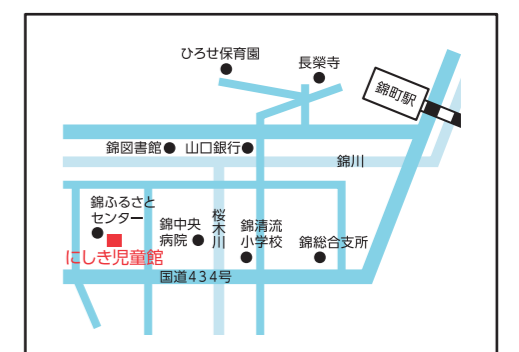 ひろせ保育園
長榮寺
錦町駅
錦図書館
山口銀行
錦川
錦ふるさと
センター
にしき児童館
錦中央
病院
桜木川
錦清流
小学校
錦総合支所
国道434号